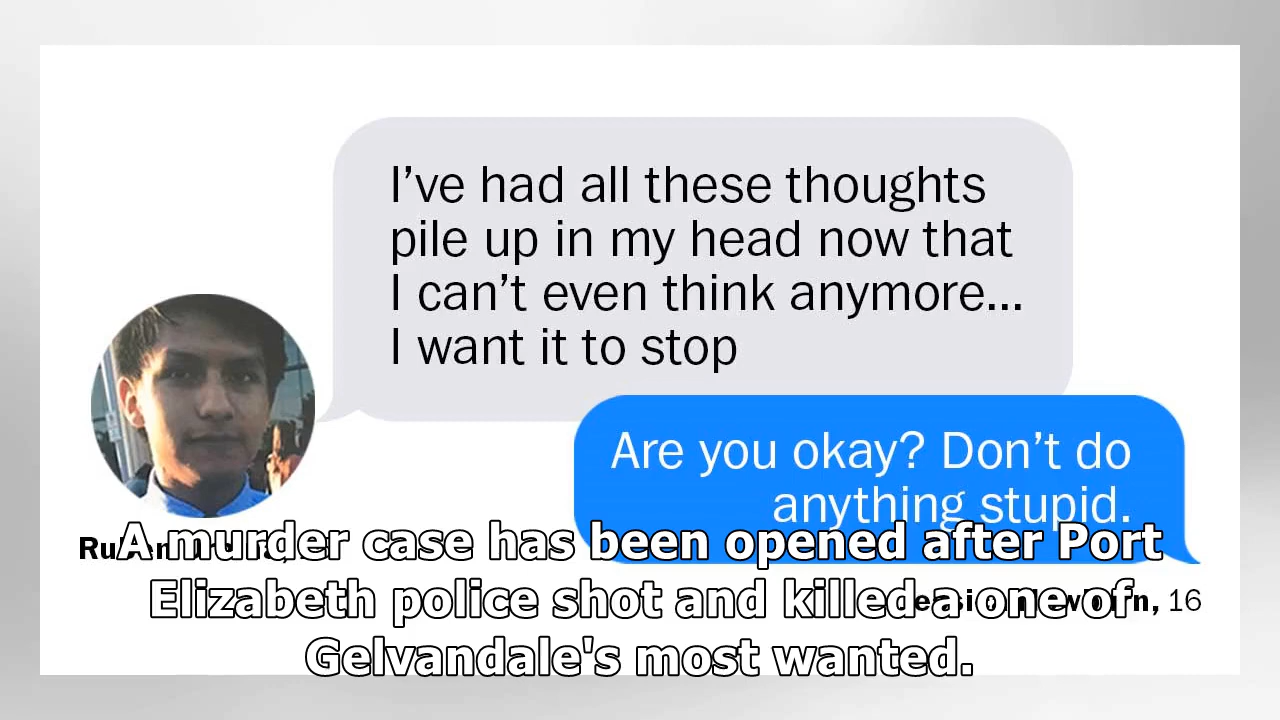 I've had all these thoughts
pile up in my head now that
I can't even think anymore...
I want it to stop
Are you okay? Don't do
anything stupid.
A murder case has been opened after Port
Elizabeth police shot and killed a one of
16
Gelvandale's most wanted.